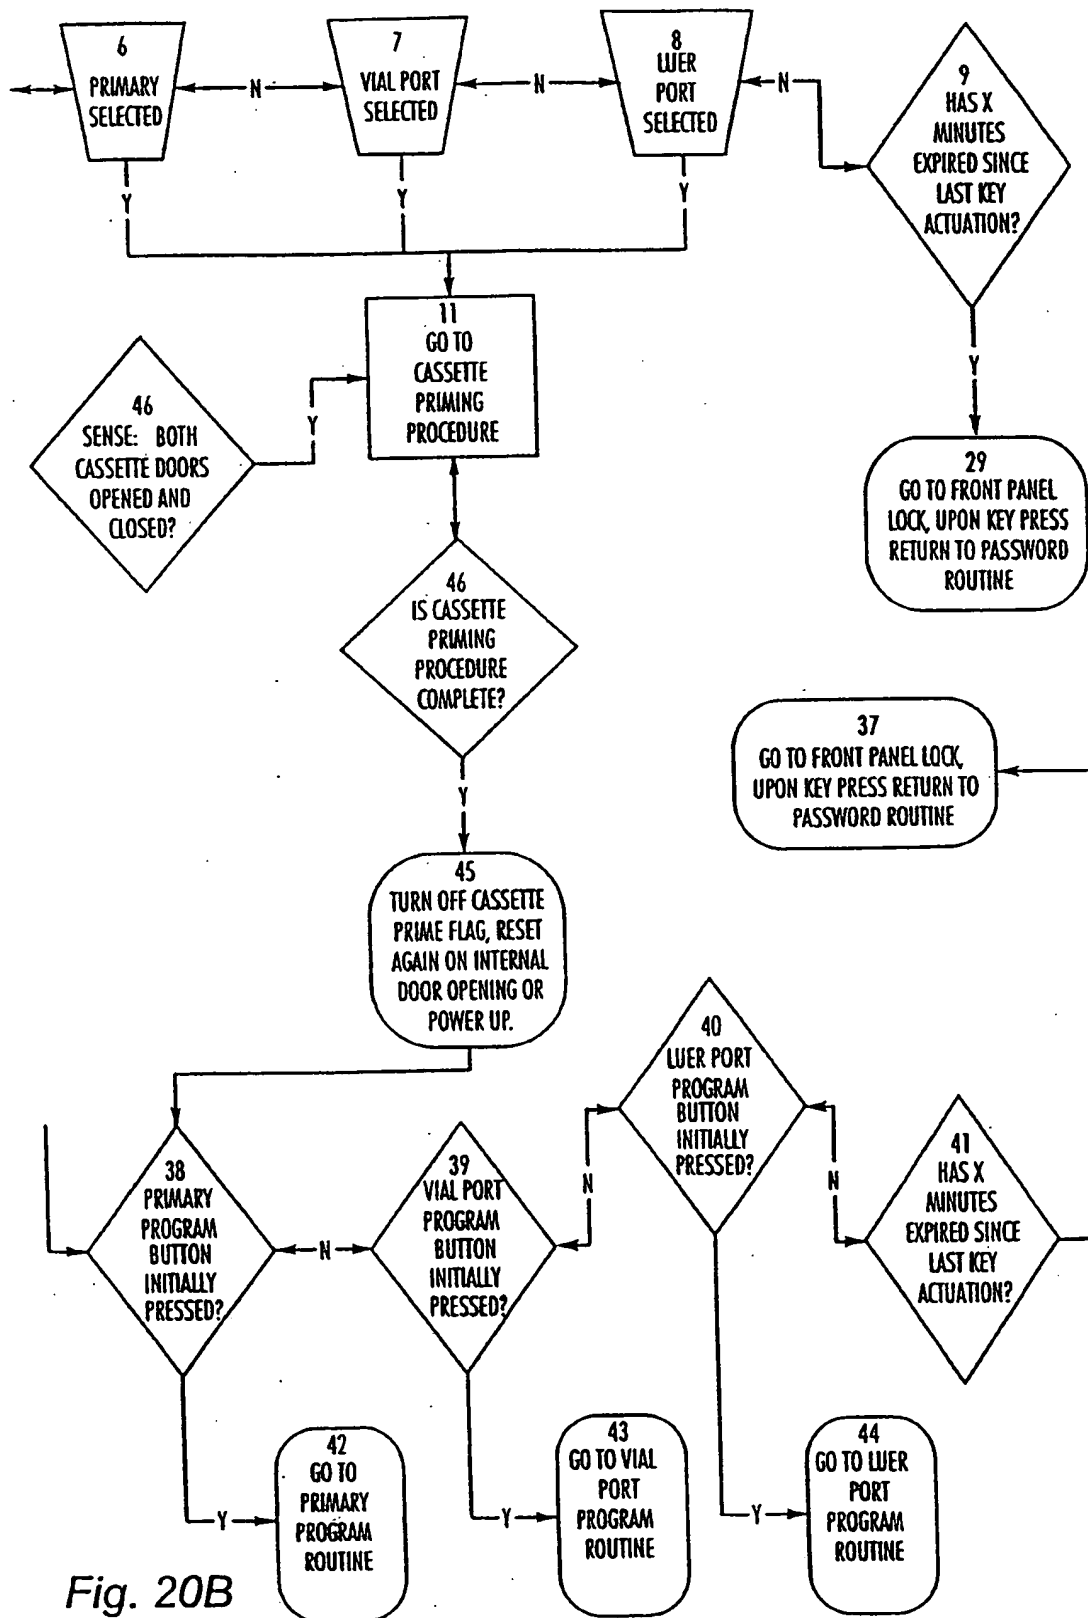 6
PRIMARY
SELECTED
N
7
VIAL PORT
SELECTED
N
8
LUER
PORT
SELECTED
N
9
HAS X
MINUTES
EXPIRED SINCE
LAST KEY
ACTUATION?
Y
Y
Y
Y
11
GO TO
CASSETTE
PRIMING
PROCEDURE
46
SENSE: BOTH
CASSETTE DOORS
OPENED AND
CLOSED?
Y
29
GO TO FRONT PANEL
LOCK, UPON KEY PRESS
RETURN TO PASSWORD
ROUTINE
46
IS CASSETTE
PRIMING
PROCEDURE
COMPLETE?
Y
37
GO TO FRONT PANEL LOCK,
UPON KEY PRESS RETURN TO
PASSWORD ROUTINE
45
TURN OFF CASSETTE
PRIME FLAG, RESET
AGAIN ON INTERNAL
DOOR OPENING OR
POWER UP.
38
PRIMARY
PROGRAM
BUTTON
INITIALLY
PRESSED?
N
39
VIAL PORT
PROGRAM
BUTTON
INITIALLY
PRESSED?
N
40
LUER PORT
PROGRAM
BUTTON
INITIALLY
PRESSED?
N
41
HAS X
MINUTES
EXPIRED SINCE
LAST KEY
ACTUATION?
Y
42
GO TO
PRIMARY
PROGRAM
ROUTINE
Y
43
GO TO VIAL
PORT
PROGRAM
ROUTINE
Y
44
GO TO LUER
PORT
PROGRAM
ROUTINE
Fig. 20B